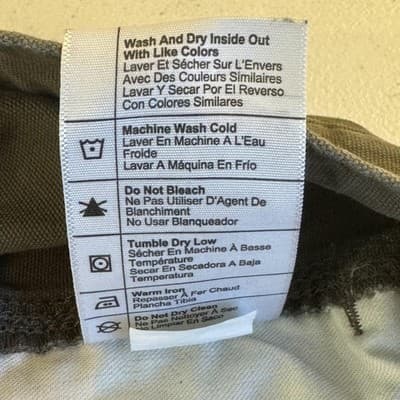 Wash And Dry Inside Out
With Like Colors
Laver Et Sécher Sur L'Envers
Avec Des Couleurs Similaires
Lavar Y Secar Por El Reverso
Con Colores Similares
Machine Wash Cold
Laver En Machine A L'Eau
Froide
Lavar A Máquina En Frío
Do Not Bleach
Ne Pas Utiliser D'Agent De
Blanchiment
No Usar Blanqueador
Tumble Dry Low
Sécher En Machine À Basse
Température
Secar En Secadora A Baja
Temperatura
Warm Iron
Repasser À Fer Chaud
Plancha Tibia
Do Not Dry Clean
Ne Pas Nettoyer À Sec
No Limpiar En Saco